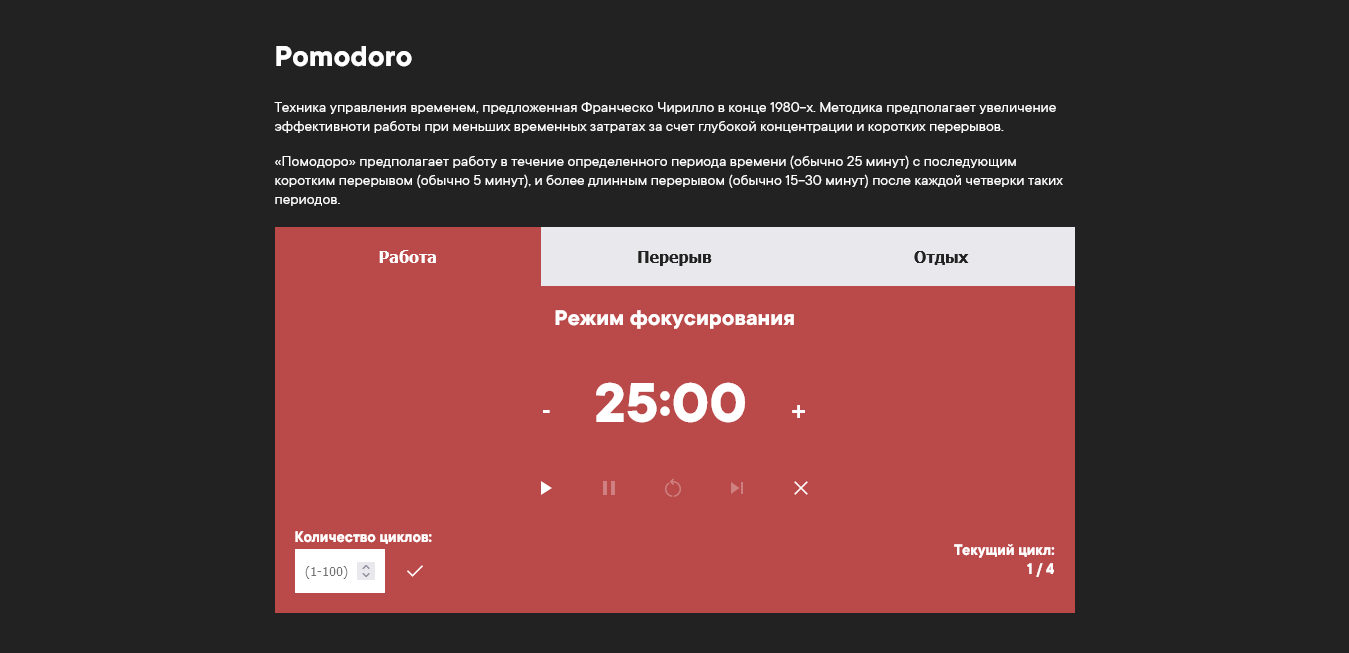 Pomodoro
Техника управления временем, предложенная Франческо Чирилло в конце 1980-х. Методика предполагает увеличение
эффективноти работы при меньших временных затратах за счет глубокой концентрации и коротких перерывов.
«Помодоро» предполагает работу в течение определенного периода времени (обычно 25 минут) с последующим
коротким перерывом (обычно 5 минут), и более длинным перерывом (обычно 15-30 минут) после каждой четверки таких
периодов.
Работа Перерыв Отдых
Режим фокусирования
- 25:00 +
Количество циклов:
(1-100)
Текущий цикл:
1 / 4